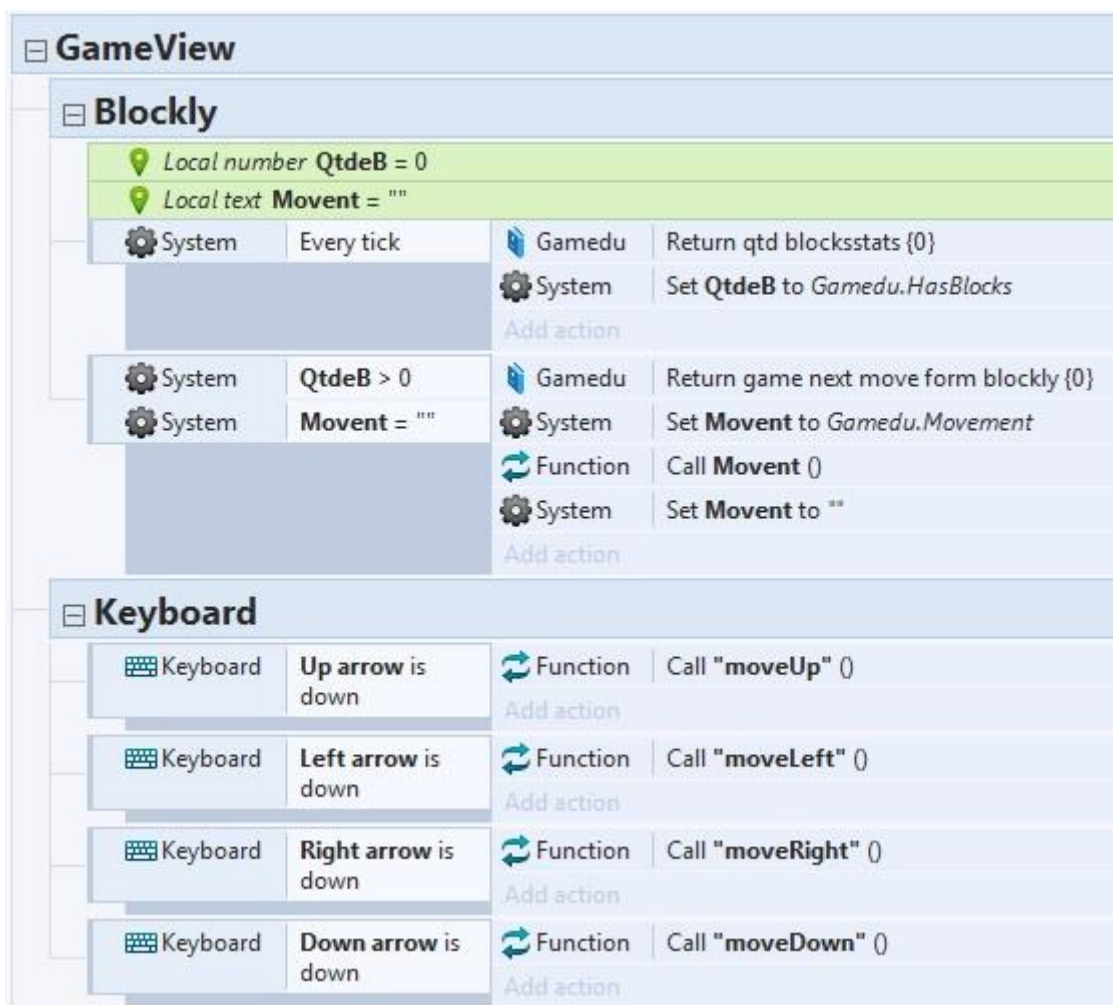 GameView
Blockly
Local number QtdeB = 0
Local text Movent = ""
System Every tick Gamedu Return qtd blocksstats {0}
System Set QtdeB to Gamedu.HasBlocks
Add action
System QtdeB > 0 Gamedu Return game next move form blockly {0}
System Movent = "" System Set Movent to Gamedu.Movement
Function Call Movent ()
System Set Movent to ""
Add action
Keyboard
Keyboard Up arrow is Function Call "moveUp" ()
down
Add action
Keyboard Left arrow is Function Call "moveLeft" ()
down
Add action
Keyboard Right arrow is Function Call "moveRight" ()
down
Add action
Keyboard Down arrow is Function Call "moveDown" ()
down
Add action